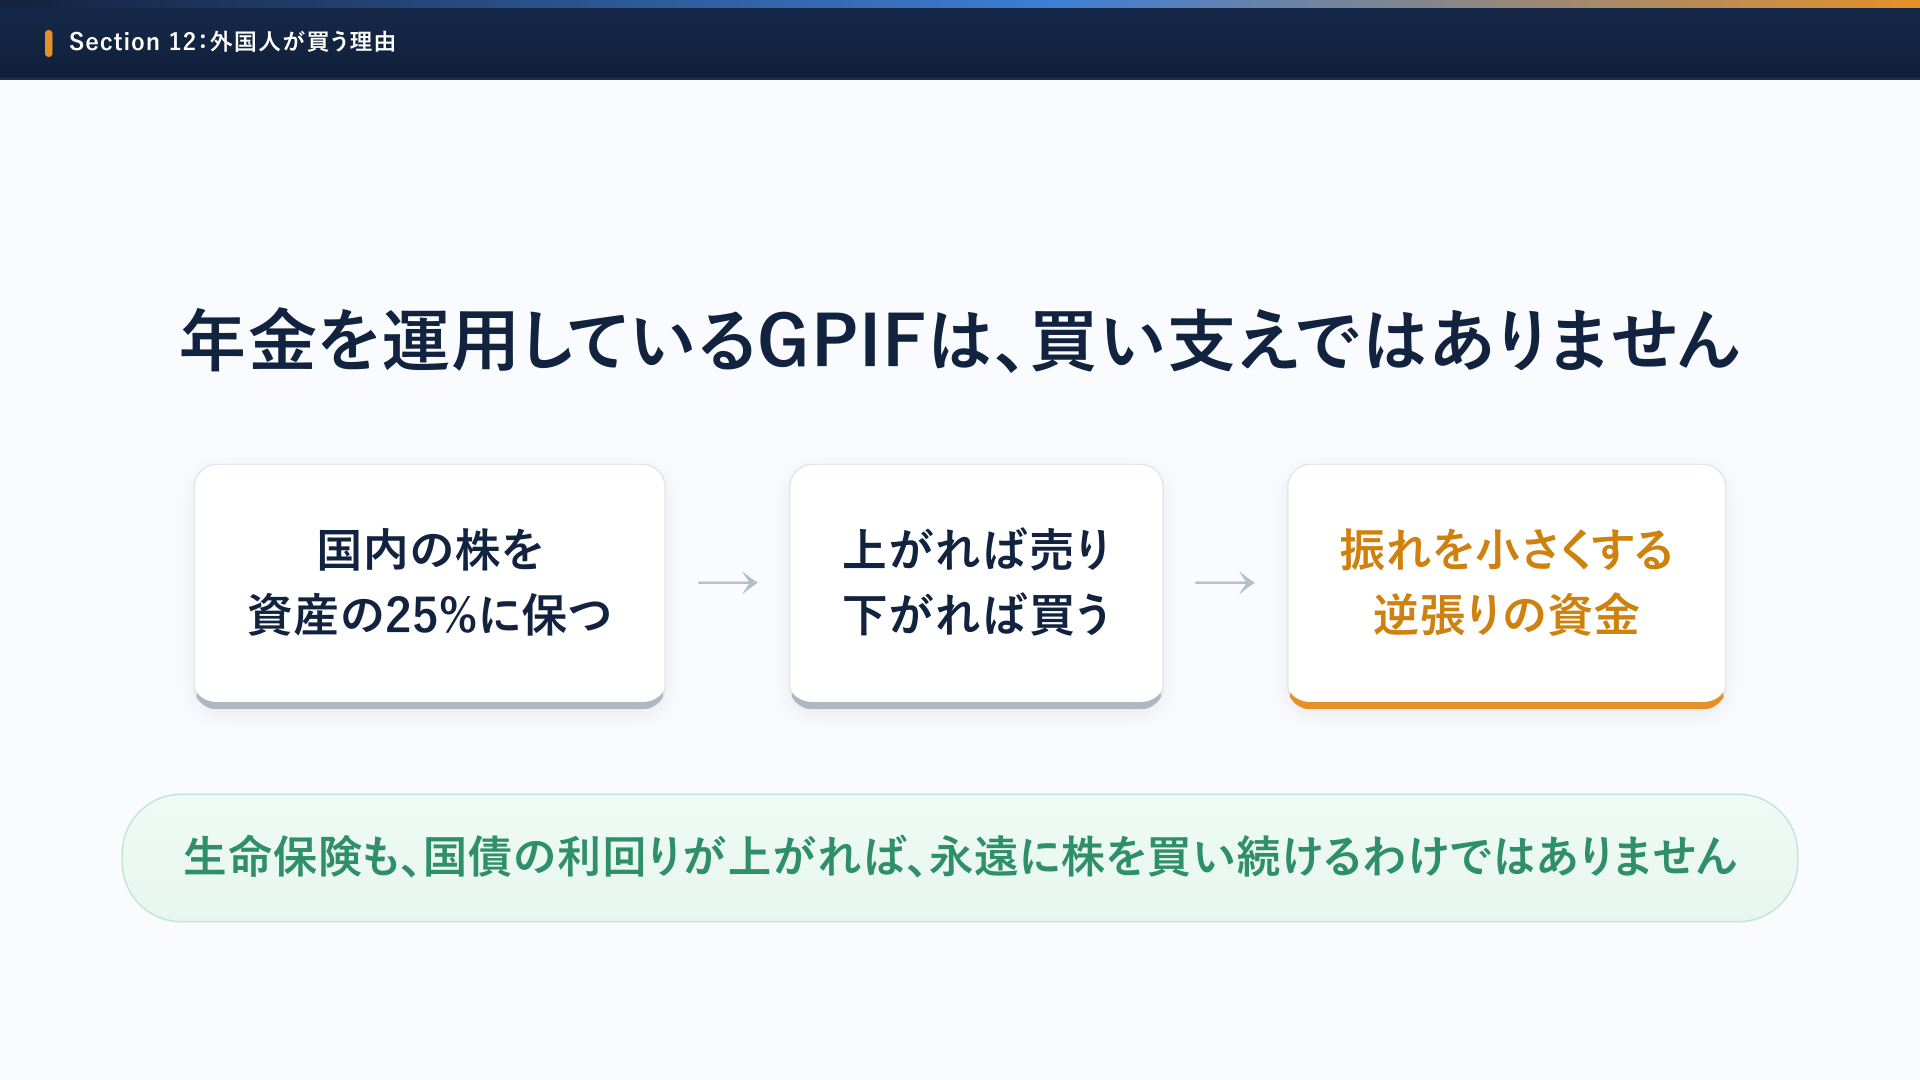 Section 12：外国人が買う理由
年金を運用しているGPIFは、買い支えではありません
国内の株を
資産の25%に保つ
→
上がれば売り
下がれば買う
→
振れを小さくする
逆張りの資金
生命保険も、国債の利回りが上がれば、永遠に株を買い続けるわけではありません